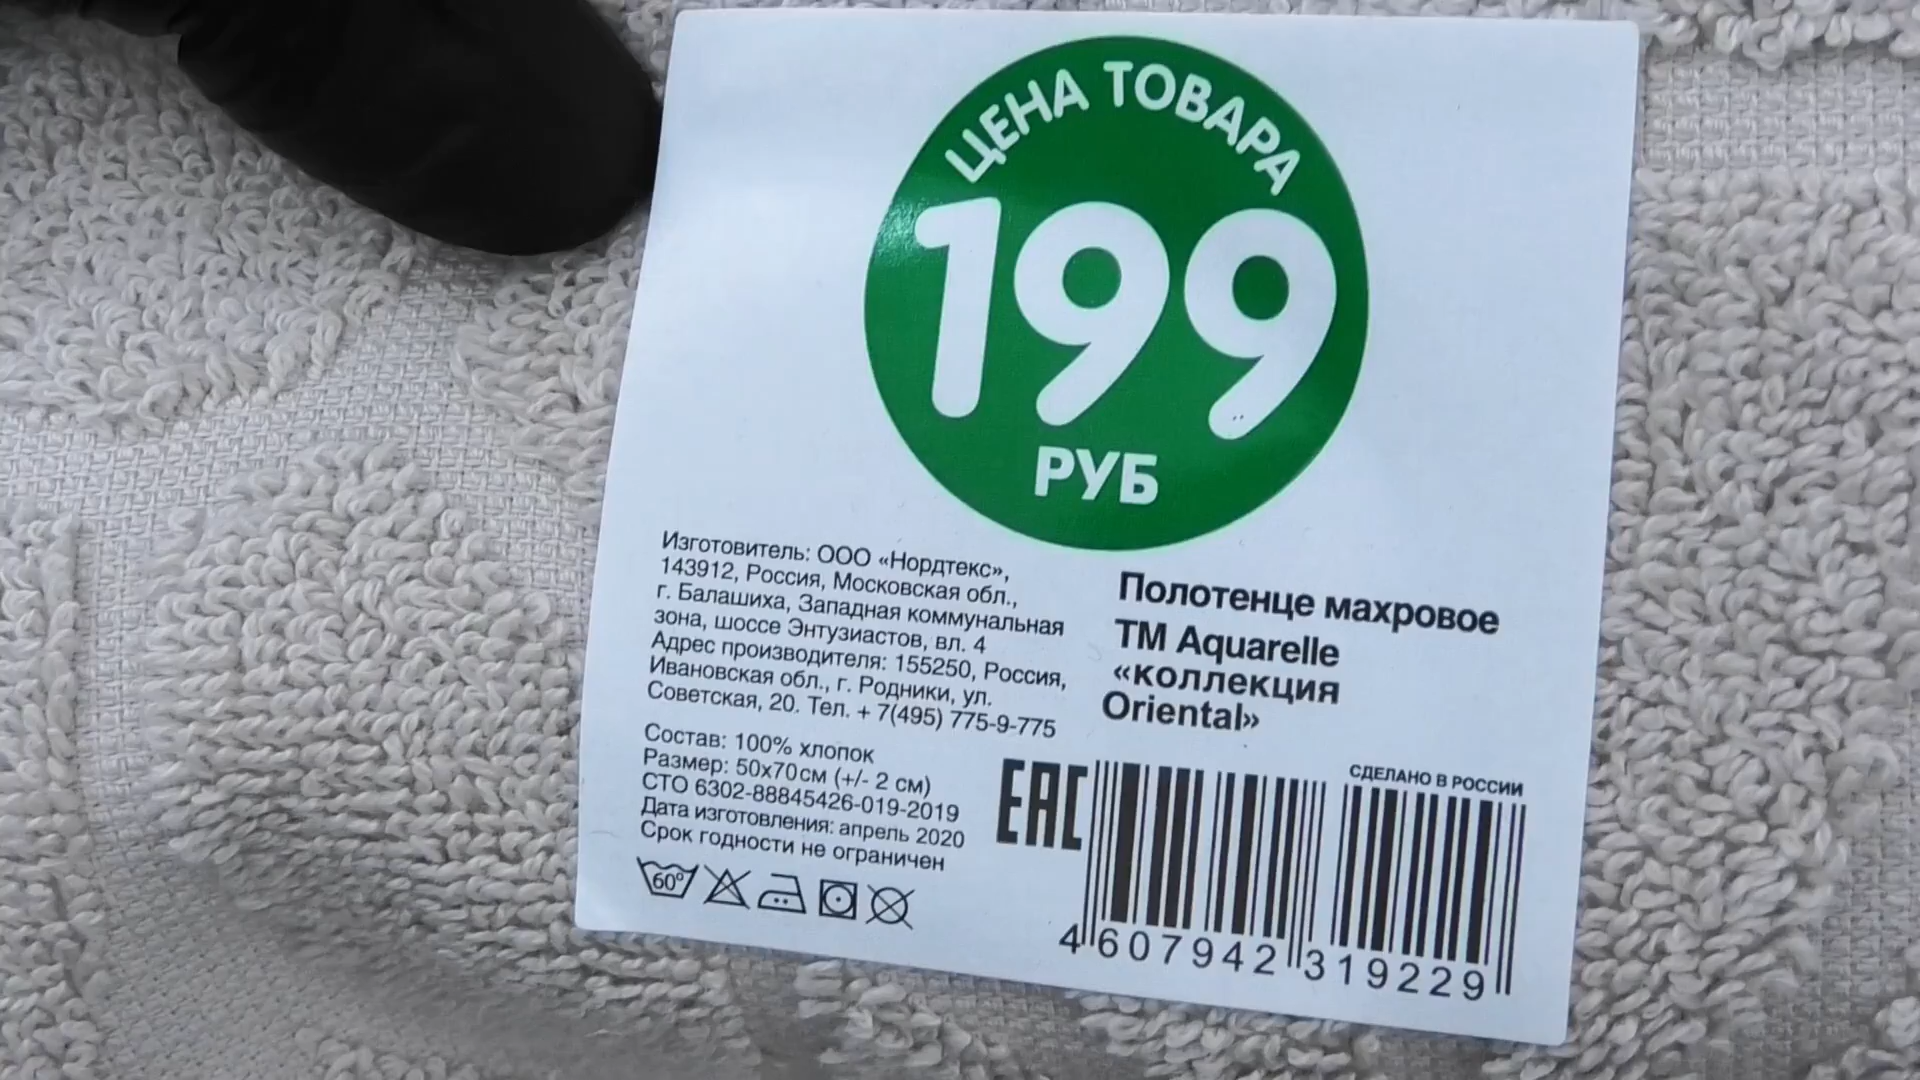 ЦЕНА ТОВАРА
199
РУБ
Изготовитель: ООО «Нордтекс»,
143912, Россия, Московская обл.,
г. Балашиха, Западная коммунальная
зона, шоссе Энтузиастов, вл. 4
Адрес производителя: 155250, Россия,
Ивановская обл., г. Родники, ул.
Советская, 20. Тел. + 7(495) 775-9-775
Состав: 100% хлопок
Размер: 50х70см (+/- 2 см)
СТО 6302-88845426-019-2019
Дата изготовления: апрель 2020
Срок годности не ограничен
60°
Полотенце махровое
ТМ Aquarelle
«коллекция
Oriental»
ЕАС
СДЕЛАНО В РОССИИ
4 607942 319229